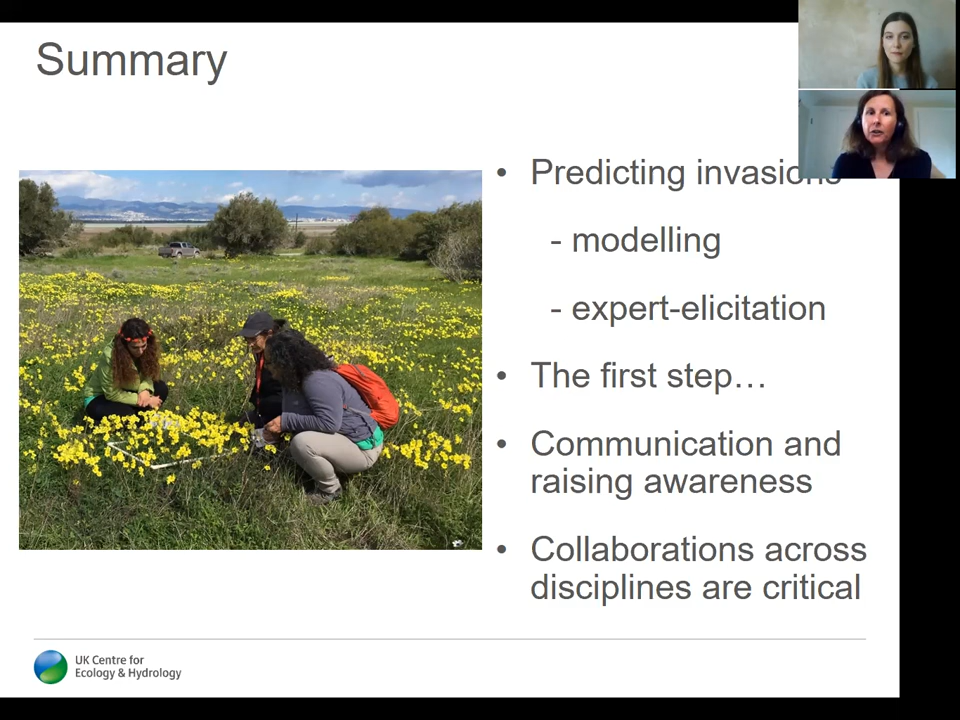 Summary
• Predicting invasions
- modelling
- expert-elicitation
• The first step…
• Communication and
raising awareness
• Collaborations across
disciplines are critical
UK Centre for
Ecology & Hydrology